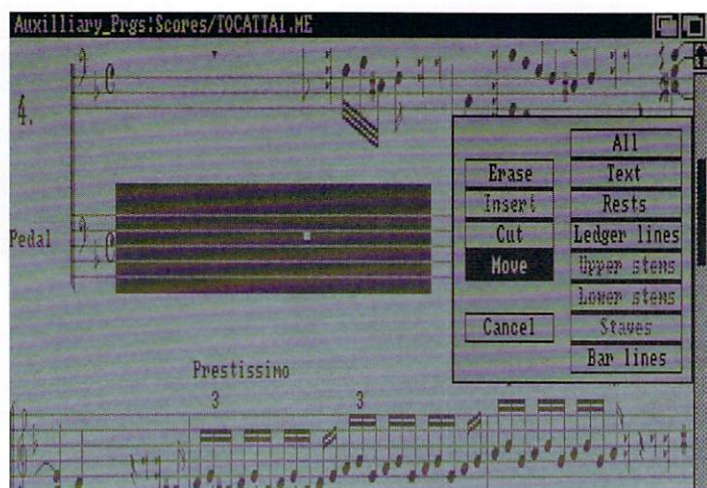 Auxilliary_Prgs:Scores/TOCATTA1.ME
4.
Pedal
Erase
Insert
Cut
Move
Cancel
All
Text
Rests
Ledger lines
Upper stems
Lower stems
Staves
Bar lines
Prestissimo
3 3